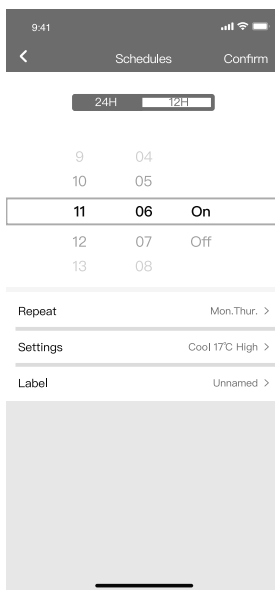 9:41
Schedules Confirm
24H 12H
9 04
10 05
11 06 On
12 07 Off
13 08
Repeat Mon.Thur. >
Settings Cool 17℃ High >
Label Unnamed >